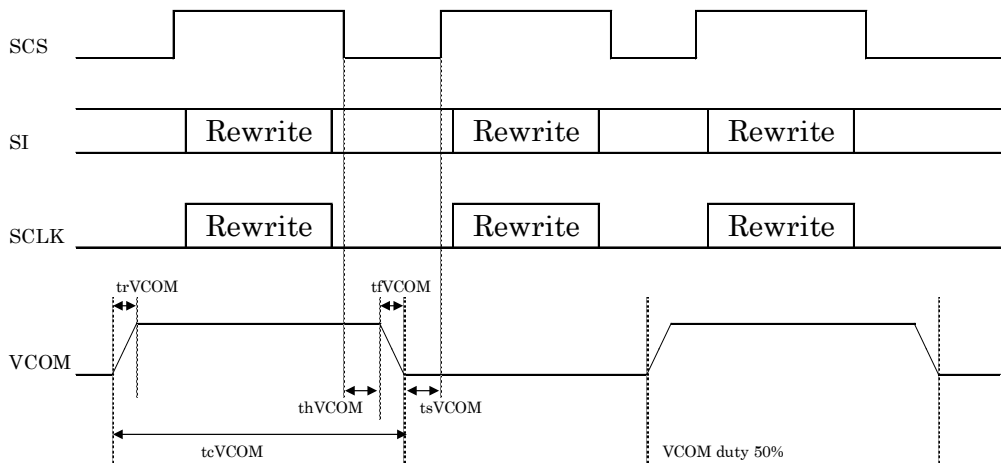 SCS
SI
Rewrite Rewrite Rewrite
SCLK
Rewrite Rewrite Rewrite
trVCOM tfVCOM
VCOM
thVCOM tsVCOM
tcVCOM VCOM duty 50%